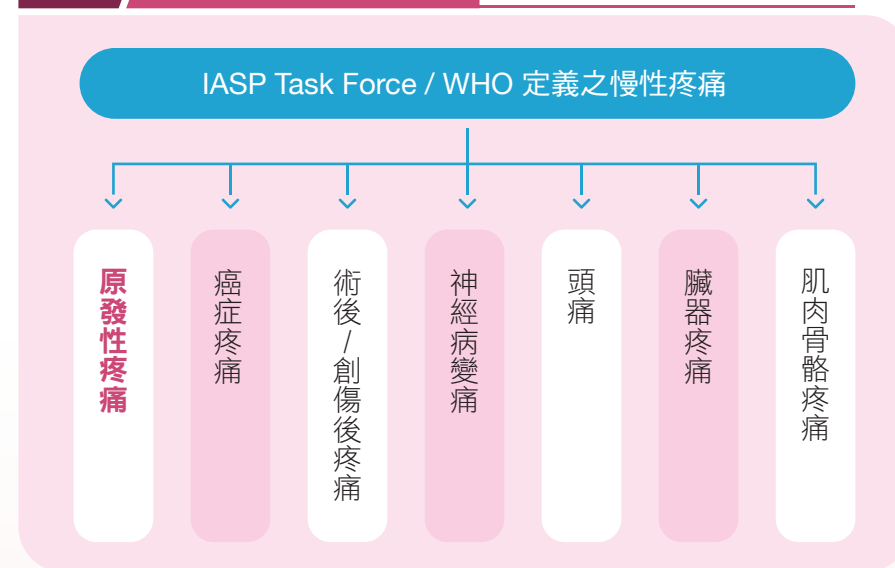 IASP Task Force / WHO 定義之慢性疼痛
原發性疼痛
癌症疼痛
術後/創傷後疼痛
神經病變痛
頭痛
臟器疼痛
肌肉骨骼疼痛